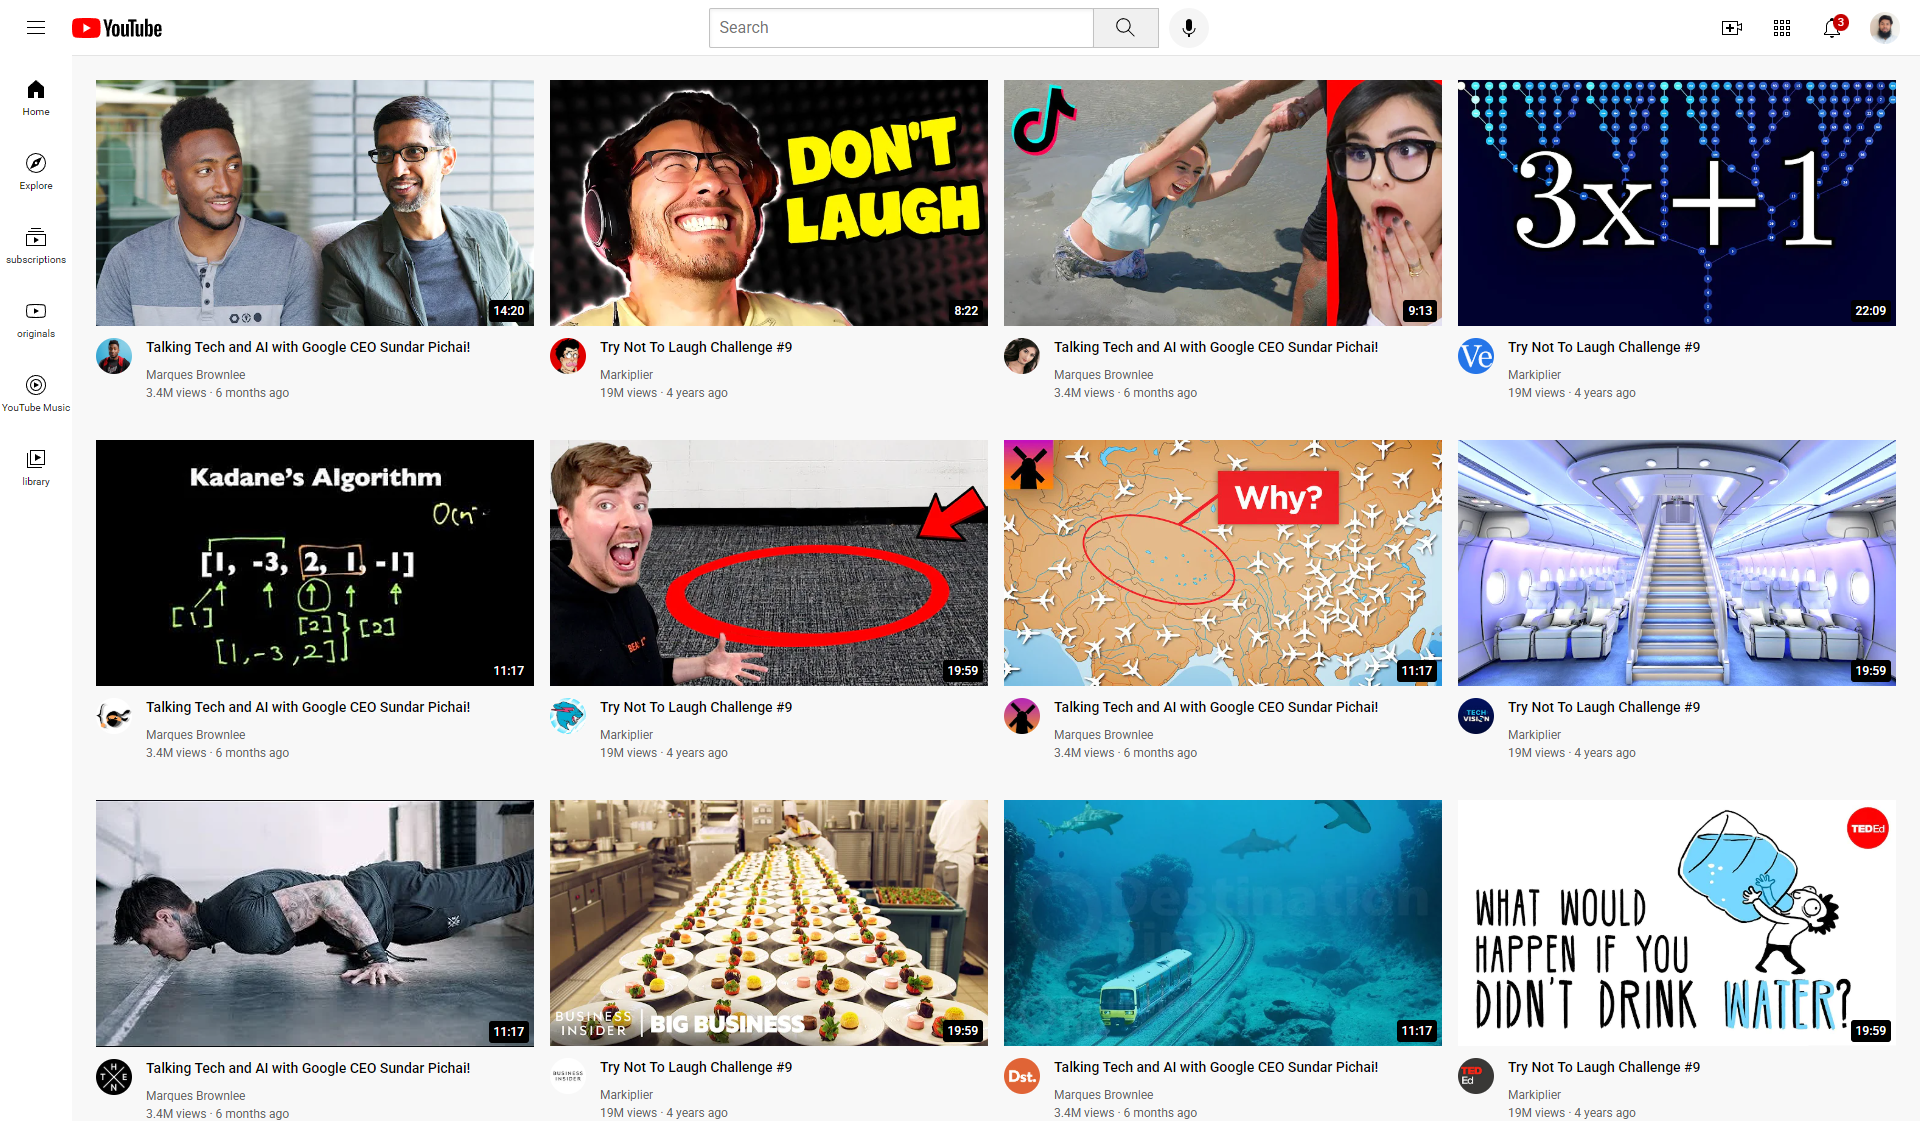 YouTube
Search
3
Home
Explore
subscriptions
originals
YouTube Music
library
14:20
Talking Tech and AI with Google CEO Sundar Pichai!
Marques Brownlee
3.4M views · 6 months ago
DON'T
LAUGH
8:22
Try Not To Laugh Challenge #9
Markiplier
19M views · 4 years ago
9:13
Talking Tech and AI with Google CEO Sundar Pichai!
Marques Brownlee
3.4M views · 6 months ago
3x+1
22:09
Ve
Try Not To Laugh Challenge #9
Markiplier
19M views · 4 years ago
Kadane's Algorithm
[1, -3, 2, 1, -1]
[1]
[2]
[2]
[1, -3, 2]
11:17
Talking Tech and AI with Google CEO Sundar Pichai!
Marques Brownlee
3.4M views · 6 months ago
19:59
Try Not To Laugh Challenge #9
Markiplier
19M views · 4 years ago
Why?
11:17
Talking Tech and AI with Google CEO Sundar Pichai!
Marques Brownlee
3.4M views · 6 months ago
19:59
TECH
VISION
Try Not To Laugh Challenge #9
Markiplier
19M views · 4 years ago
11:17
THEN
Talking Tech and AI with Google CEO Sundar Pichai!
Marques Brownlee
3.4M views · 6 months ago
BUSINESS
INSIDER
BIG BUSINESS
19:59
BUSINESS
INSIDER
Try Not To Laugh Challenge #9
Markiplier
19M views · 4 years ago
Destination
11:17
Dst.
Talking Tech and AI with Google CEO Sundar Pichai!
Marques Brownlee
3.4M views · 6 months ago
TEDEd
WHAT WOULD
HAPPEN IF YOU
DIDN'T DRINK WATER?
19:59
TED
Ed
Try Not To Laugh Challenge #9
Markiplier
19M views · 4 years ago